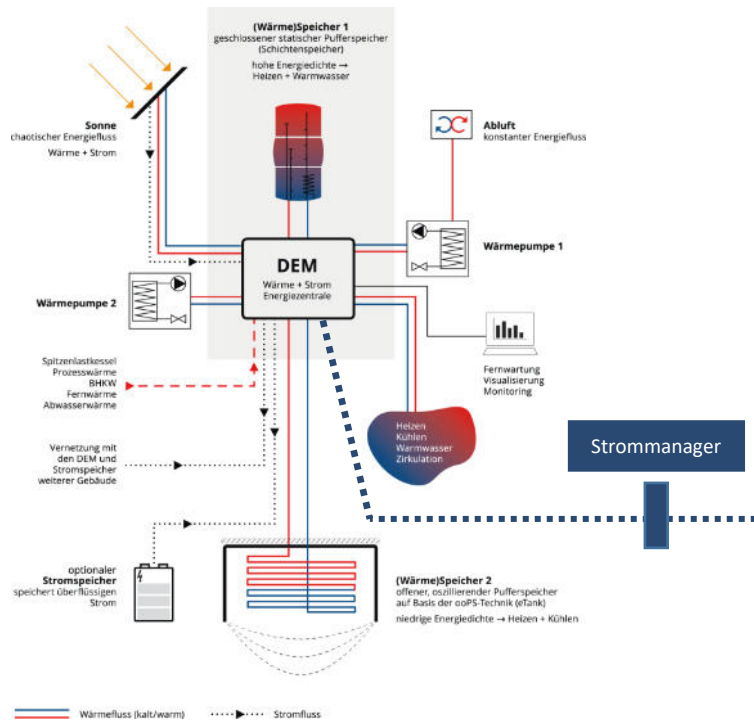 (Wärme)Speicher 1
geschlossener statischer Pufferspeicher
(Schichtenspeicher)
hohe Energiedichte →
Heizen + Warmwasser
Sonne
chaotischer Energiefluss
Wärme + Strom
Abluft
konstanter Energiefluss
Wärmepumpe 1
DEM
Wärme + Strom
Energiezentrale
Wärmepumpe 2
Spitzenlastkessel
Prozesswärme
BHKW
Fernwärme
Abwasserwärme
Fernwartung
Visualisierung
Monitoring
Heizen
Kühlen
Warmwasser
Zirkulation
Strommanager
Vernetzung mit
den DEM und
Stromspeicher
weiterer Gebäude
optionaler
Stromspeicher
speichert überflüssigen
Strom
(Wärme)Speicher 2
offener, oszillierender Pufferspeicher
auf Basis der ooPS-Technik (eTank)
niedrige Energiedichte → Heizen + Kühlen
Wärmefluss (kalt/warm)
Stromfluss